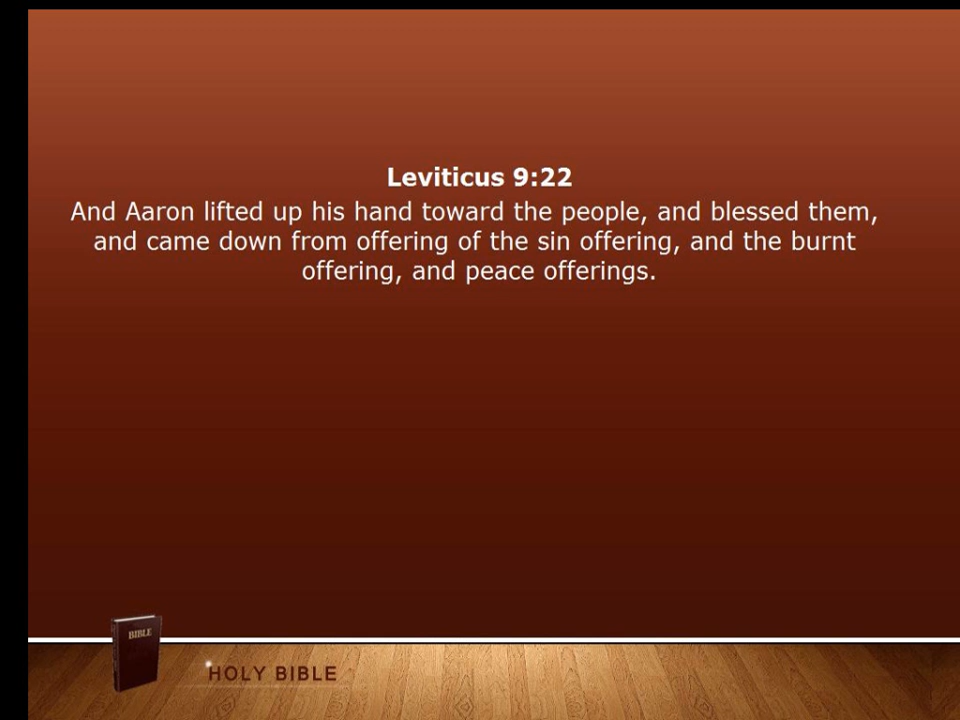 Leviticus 9:22
And Aaron lifted up his hand toward the people, and blessed them,
and came down from offering of the sin offering, and the burnt
offering, and peace offerings.
BIBLE
HOLY BIBLE